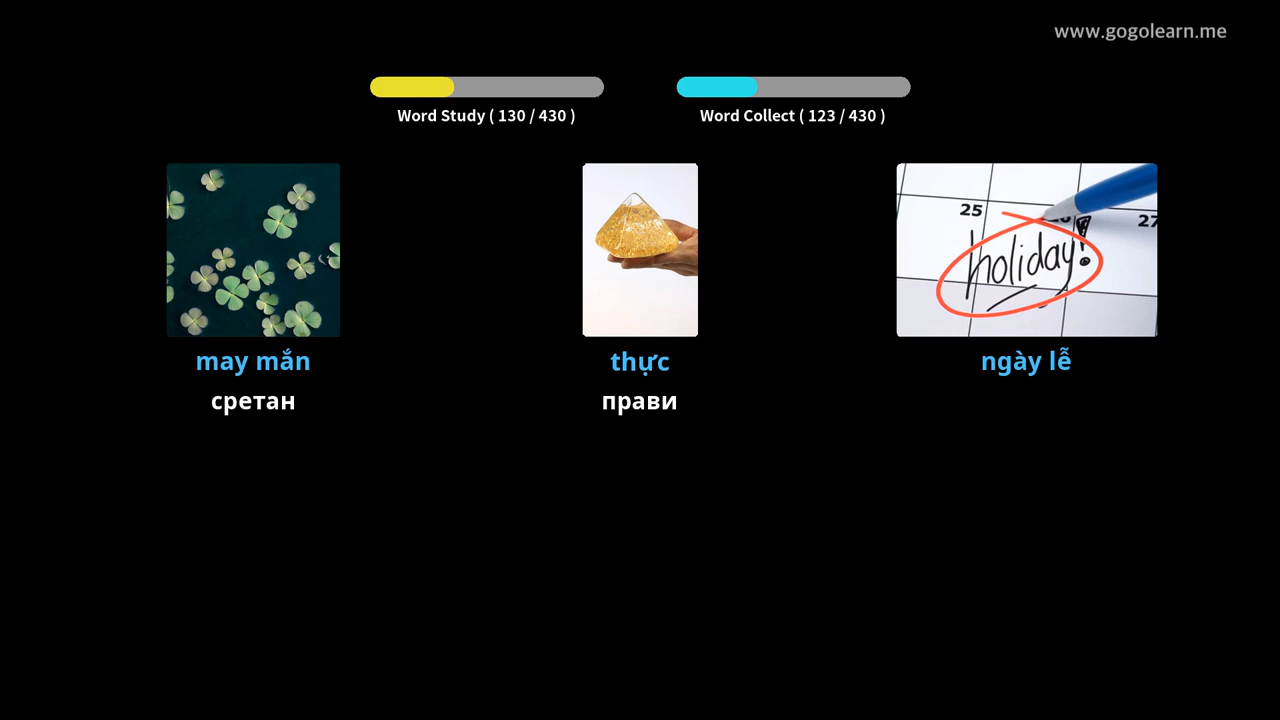 www.gogolearn.me
Word Study ( 130 / 430 )
Word Collect ( 123 / 430 )
25
27
holiday!
may mắn
thực
ngày lễ
сретан
прави